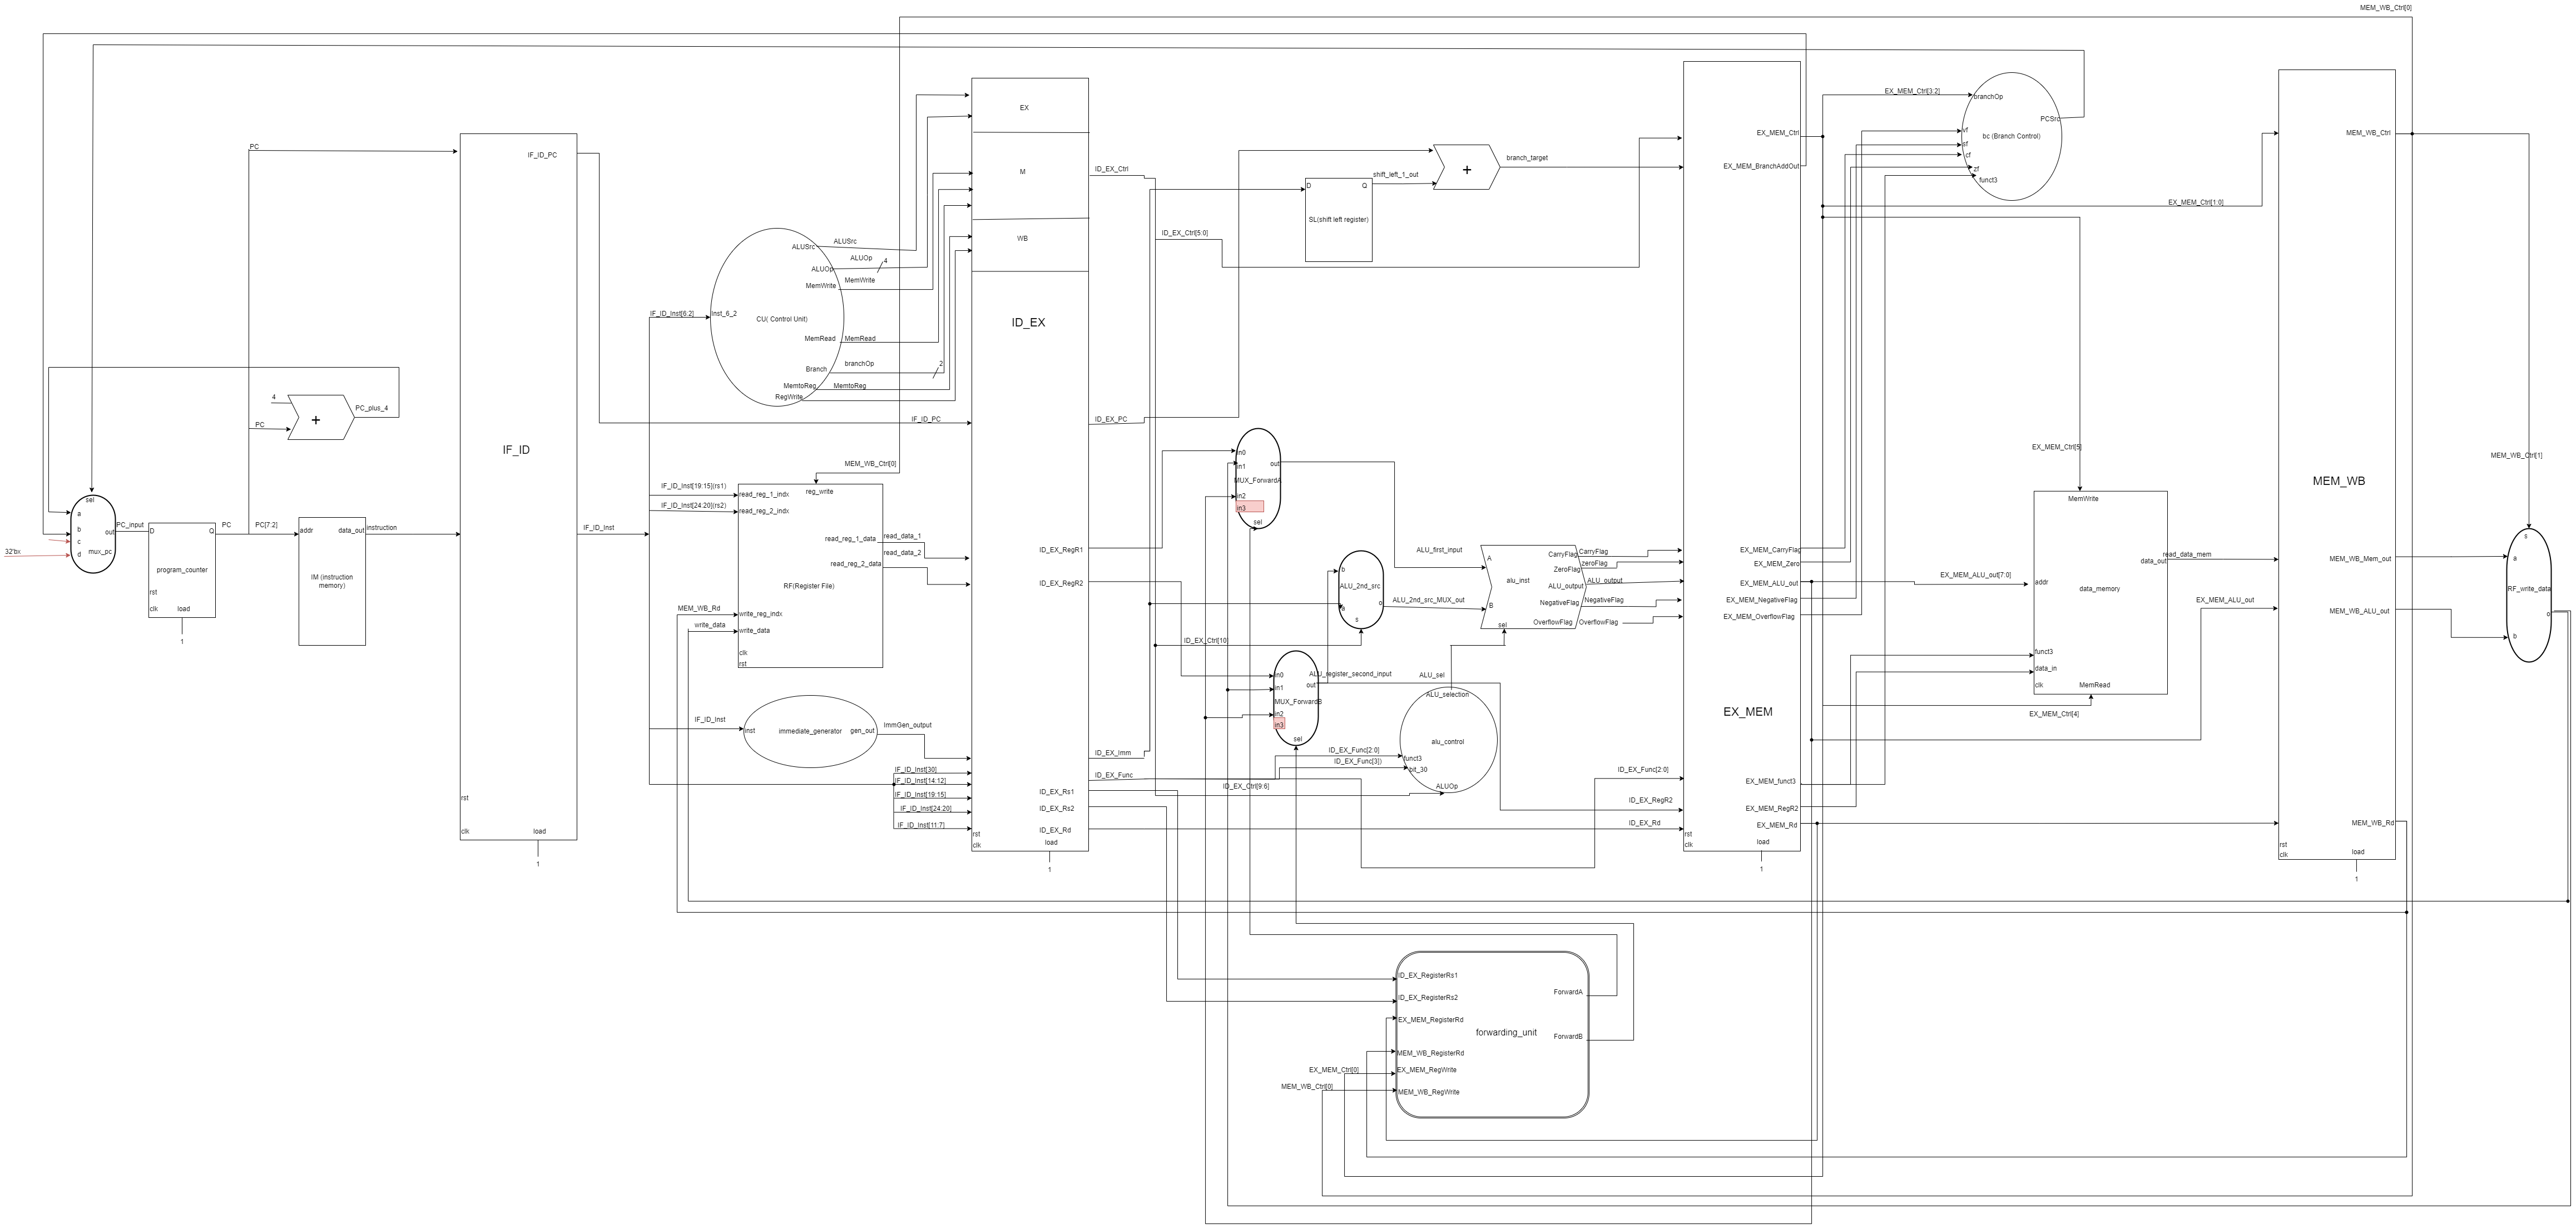 MEM_WB_Ctrl[0]
PC
IF_ID_PC
IF_ID
rst
clk
load
1
4
PC
+
PC_plus_4
32'bx
sel
a
b
c
d
out
mux_pc
PC_input
D
Q
program_counter
rst
clk
load
1
PC
PC[7:2]
addr
data_out
IM (instruction
memory)
instruction
IF_ID_Inst
IF_ID_Inst[6:2]
Inst_6_2
CU( Control Unit)
ALUSrc
ALUOp
MemWrite
MemRead
Branch
MemtoReg
RegWrite
ALUSrc
ALUOp
4
MemWrite
MemRead
branchOp
2
MemtoReg
IF_ID_PC
MEM_WB_Ctrl[0]
IF_ID_Inst[19:15](rs1)
IF_ID_Inst[24:20](rs2)
read_reg_1_indx
read_reg_2_indx
reg_write
read_reg_1_data
read_reg_2_data
RF(Register File)
write_reg_indx
write_data
clk
rst
MEM_WB_Rd
write_data
read_data_1
read_data_2
IF_ID_Inst
inst
immediate_generator
gen_out
ImmGen_output
IF_ID_Inst[30]
IF_ID_Inst[14:12]
IF_ID_Inst[19:15]
IF_ID_Inst[24:20]
IF_ID_Inst[11:7]
EX
M
WB
ID_EX
ID_EX_RegR1
ID_EX_RegR2
ID_EX_Rs1
ID_EX_Rs2
ID_EX_Rd
rst
clk
load
1
ID_EX_Ctrl
ID_EX_Ctrl[5:0]
ID_EX_PC
ID_EX_Imm
ID_EX_Func
D
Q
SL(shift left register)
shift_left_1_out
+
branch_target
in0
in1
MUX_ForwardA
in2
in3
out
sel
b
ALU_2nd_src
a
o
s
ALU_2nd_src_MUX_out
ID_EX_Ctrl[10]
in0
in1
MUX_ForwardB
in2
in3
out
sel
ALU_register_second_input
ALU_first_input
A
B
alu_inst
sel
CarryFlag
ZeroFlag
ALU_output
NegativeFlag
OverflowFlag
CarryFlag
zeroFlag
ALU_output
NegativeFlag
OverflowFlag
ALU_sel
ALU_selection
alu_control
funct3
bit_30
ALUOp
ID_EX_Func[2:0]
ID_EX_Func[3])
ID_EX_Ctrl[9:6]
ID_EX_Func[2:0]
ID_EX_RegR2
ID_EX_Rd
EX_MEM_Ctrl
EX_MEM_BranchAddOut
EX_MEM_CarryFlag
EX_MEM_Zero
EX_MEM_ALU_out
EX_MEM_NegativeFlag
EX_MEM_OverflowFlag
EX_MEM
EX_MEM_funct3
EX_MEM_RegR2
EX_MEM_Rd
rst
clk
load
1
EX_MEM_Ctrl[3:2]
branchOp
PCSrc
bc (Branch Control)
vf
sf
cf
zf
funct3
EX_MEM_Ctrl[1:0]
EX_MEM_Ctrl[5]
EX_MEM_ALU_out[7:0]
MemWrite
data_out
addr
data_memory
funct3
data_in
clk
MemRead
EX_MEM_Ctrl[4]
read_data_mem
EX_MEM_ALU_out
MEM_WB_Ctrl
MEM_WB
MEM_WB_Mem_out
MEM_WB_ALU_out
MEM_WB_Rd
rst
clk
load
1
MEM_WB_Ctrl[1]
s
a
RF_write_data
o
b
ID_EX_RegisterRs1
ID_EX_RegisterRs2
EX_MEM_RegisterRd
MEM_WB_RegisterRd
EX_MEM_RegWrite
MEM_WB_RegWrite
forwarding_unit
ForwardA
ForwardB
EX_MEM_Ctrl[0]
MEM_WB_Ctrl[0]